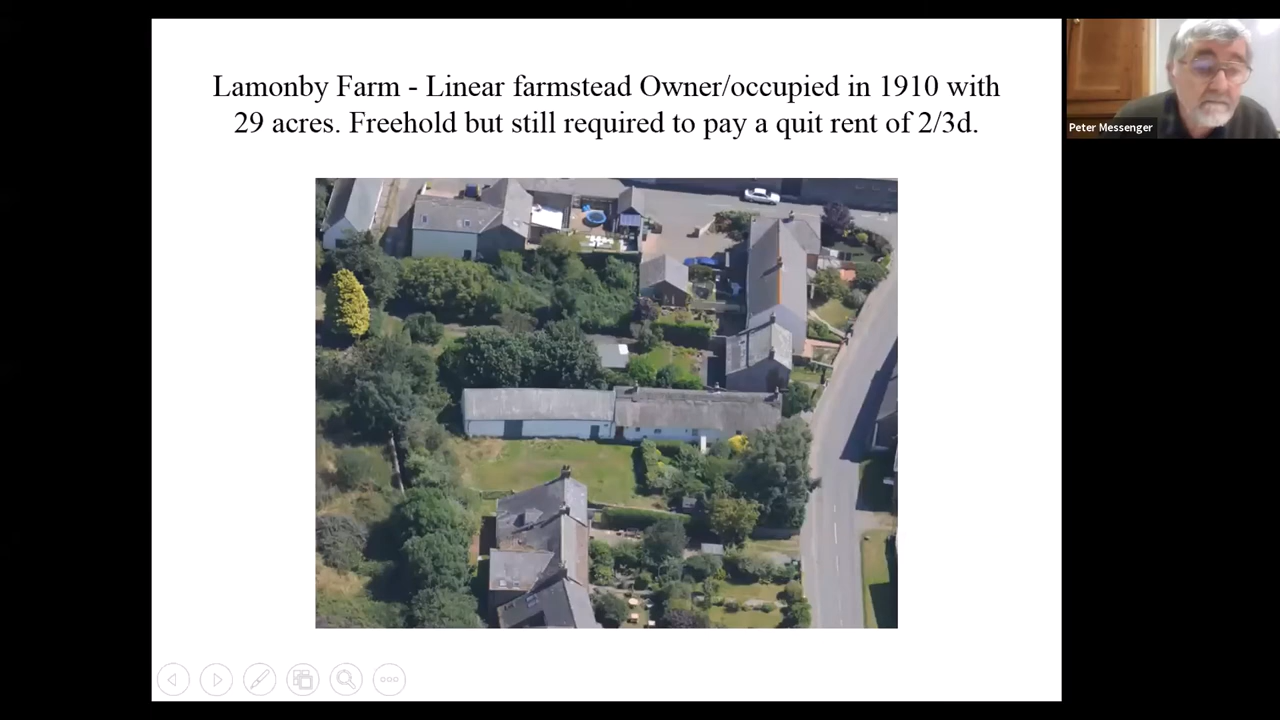 Lamonby Farm - Linear farmstead Owner/occupied in 1910 with
29 acres. Freehold but still required to pay a quit rent of 2/3d.
Peter Messenger